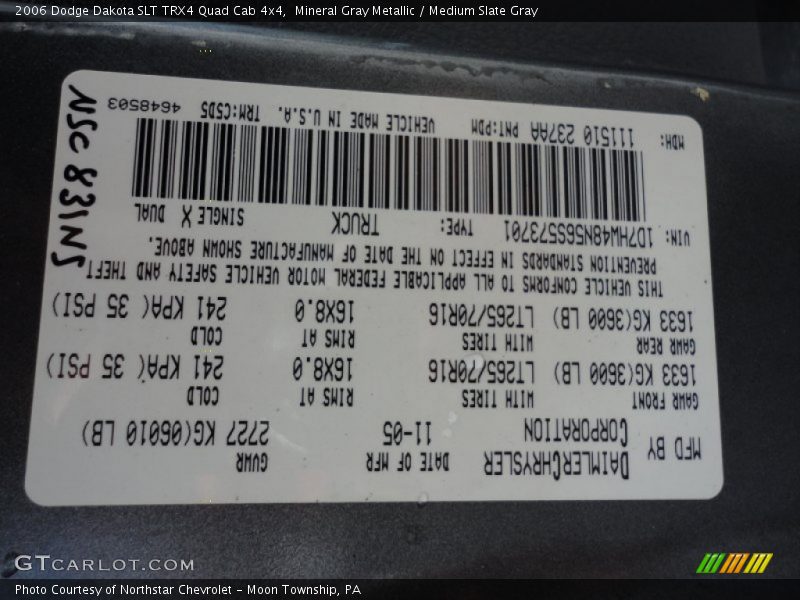 2006 Dodge Dakota SLT TRX4 Quad Cab 4x4,  Mineral Gray Metallic / Medium Slate Gray
MFD BY DAIMLERCHRYSLER CORPORATION
DATE OF MFR
11-05
GVWR
2727 KG(06010 LB)
GAWR FRONT WITH TIRES RIMS AT COLD
1633 KG(3600 LB) LT265/70R16 16X8.0 241 KPA( 35 PSI)
GAWR REAR WITH TIRES RIMS AT COLD
1633 KG(3600 LB) LT265/70R16 16X8.0 241 KPA( 35 PSI)
THIS VEHICLE CONFORMS TO ALL APPLICABLE FEDERAL MOTOR VEHICLE SAFETY AND THEFT
PREVENTION STANDARDS IN EFFECT ON THE DATE OF MANUFACTURE SHOWN ABOVE.
VIN: 1D7HW48N56S573701 TYPE: TRUCK SINGLE X DUAL
MDH: 111510 237AA PNT:PDM VEHICLE MADE IN U.S.A. TRM:C5D5 4648503
NSC 831NS
GTCARLOT.COM
Photo Courtesy of Northstar Chevrolet - Moon Township, PA